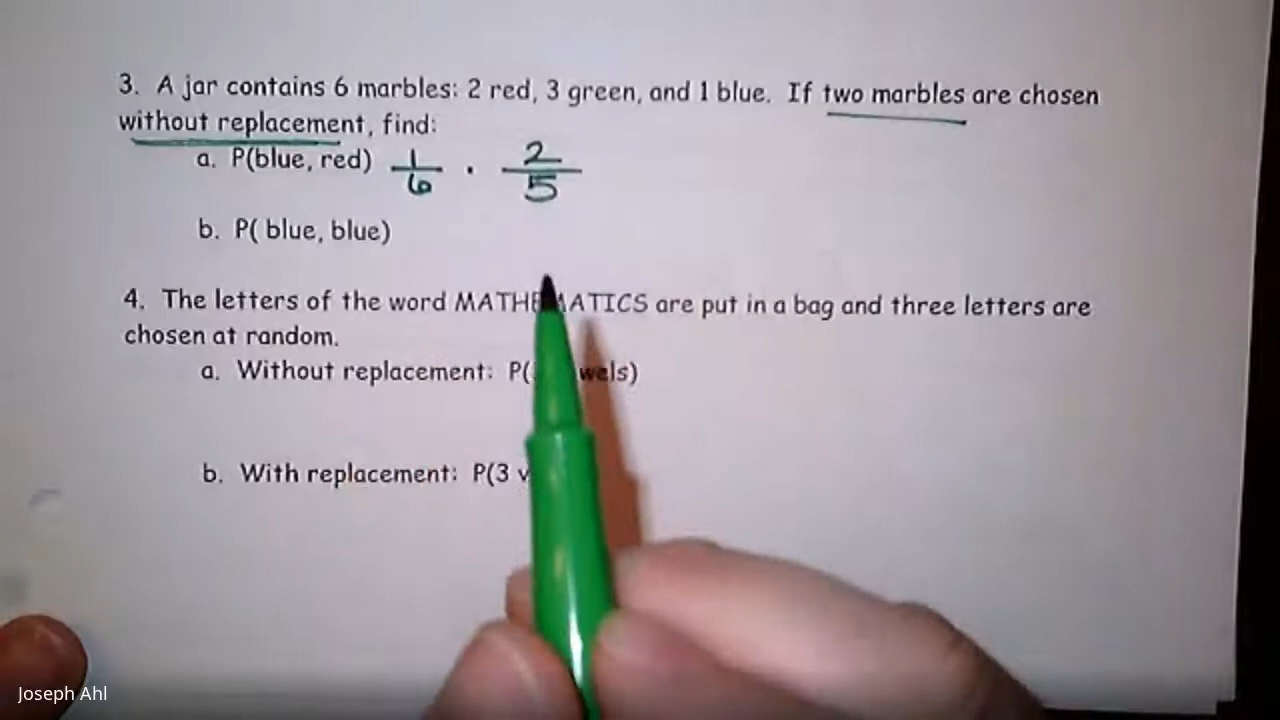 3. A jar contains 6 marbles: 2 red, 3 green, and 1 blue. If two marbles are chosen
without replacement, find:
a. P(blue, red) 1/6 · 2/5
b. P( blue, blue)
4. The letters of the word MATHEMATICS are put in a bag and three letters are
chosen at random.
a. Without replacement: P( wels)
b. With replacement: P(3 v
Joseph Ahl